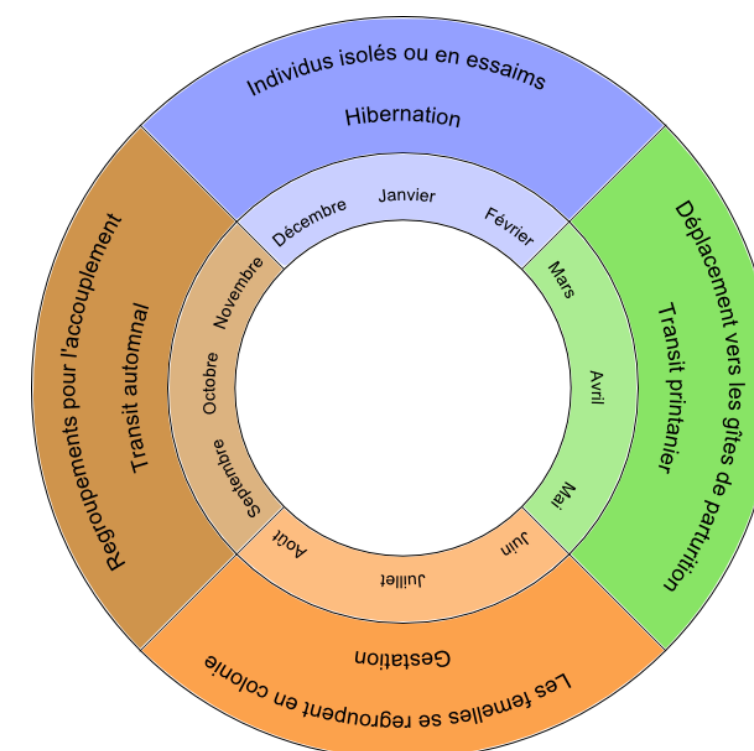 Individus isolés ou en essaims
Hibernation
Décembre
Janvier
Février
Déplacement vers les gîtes de parturition
Transit printanier
Mars
Avril
Mai
Les femelles se regroupent en colonie
Gestation
Juin
Juillet
Août
Regroupements pour l'accouplement
Transit automnal
Septembre
Octobre
Novembre